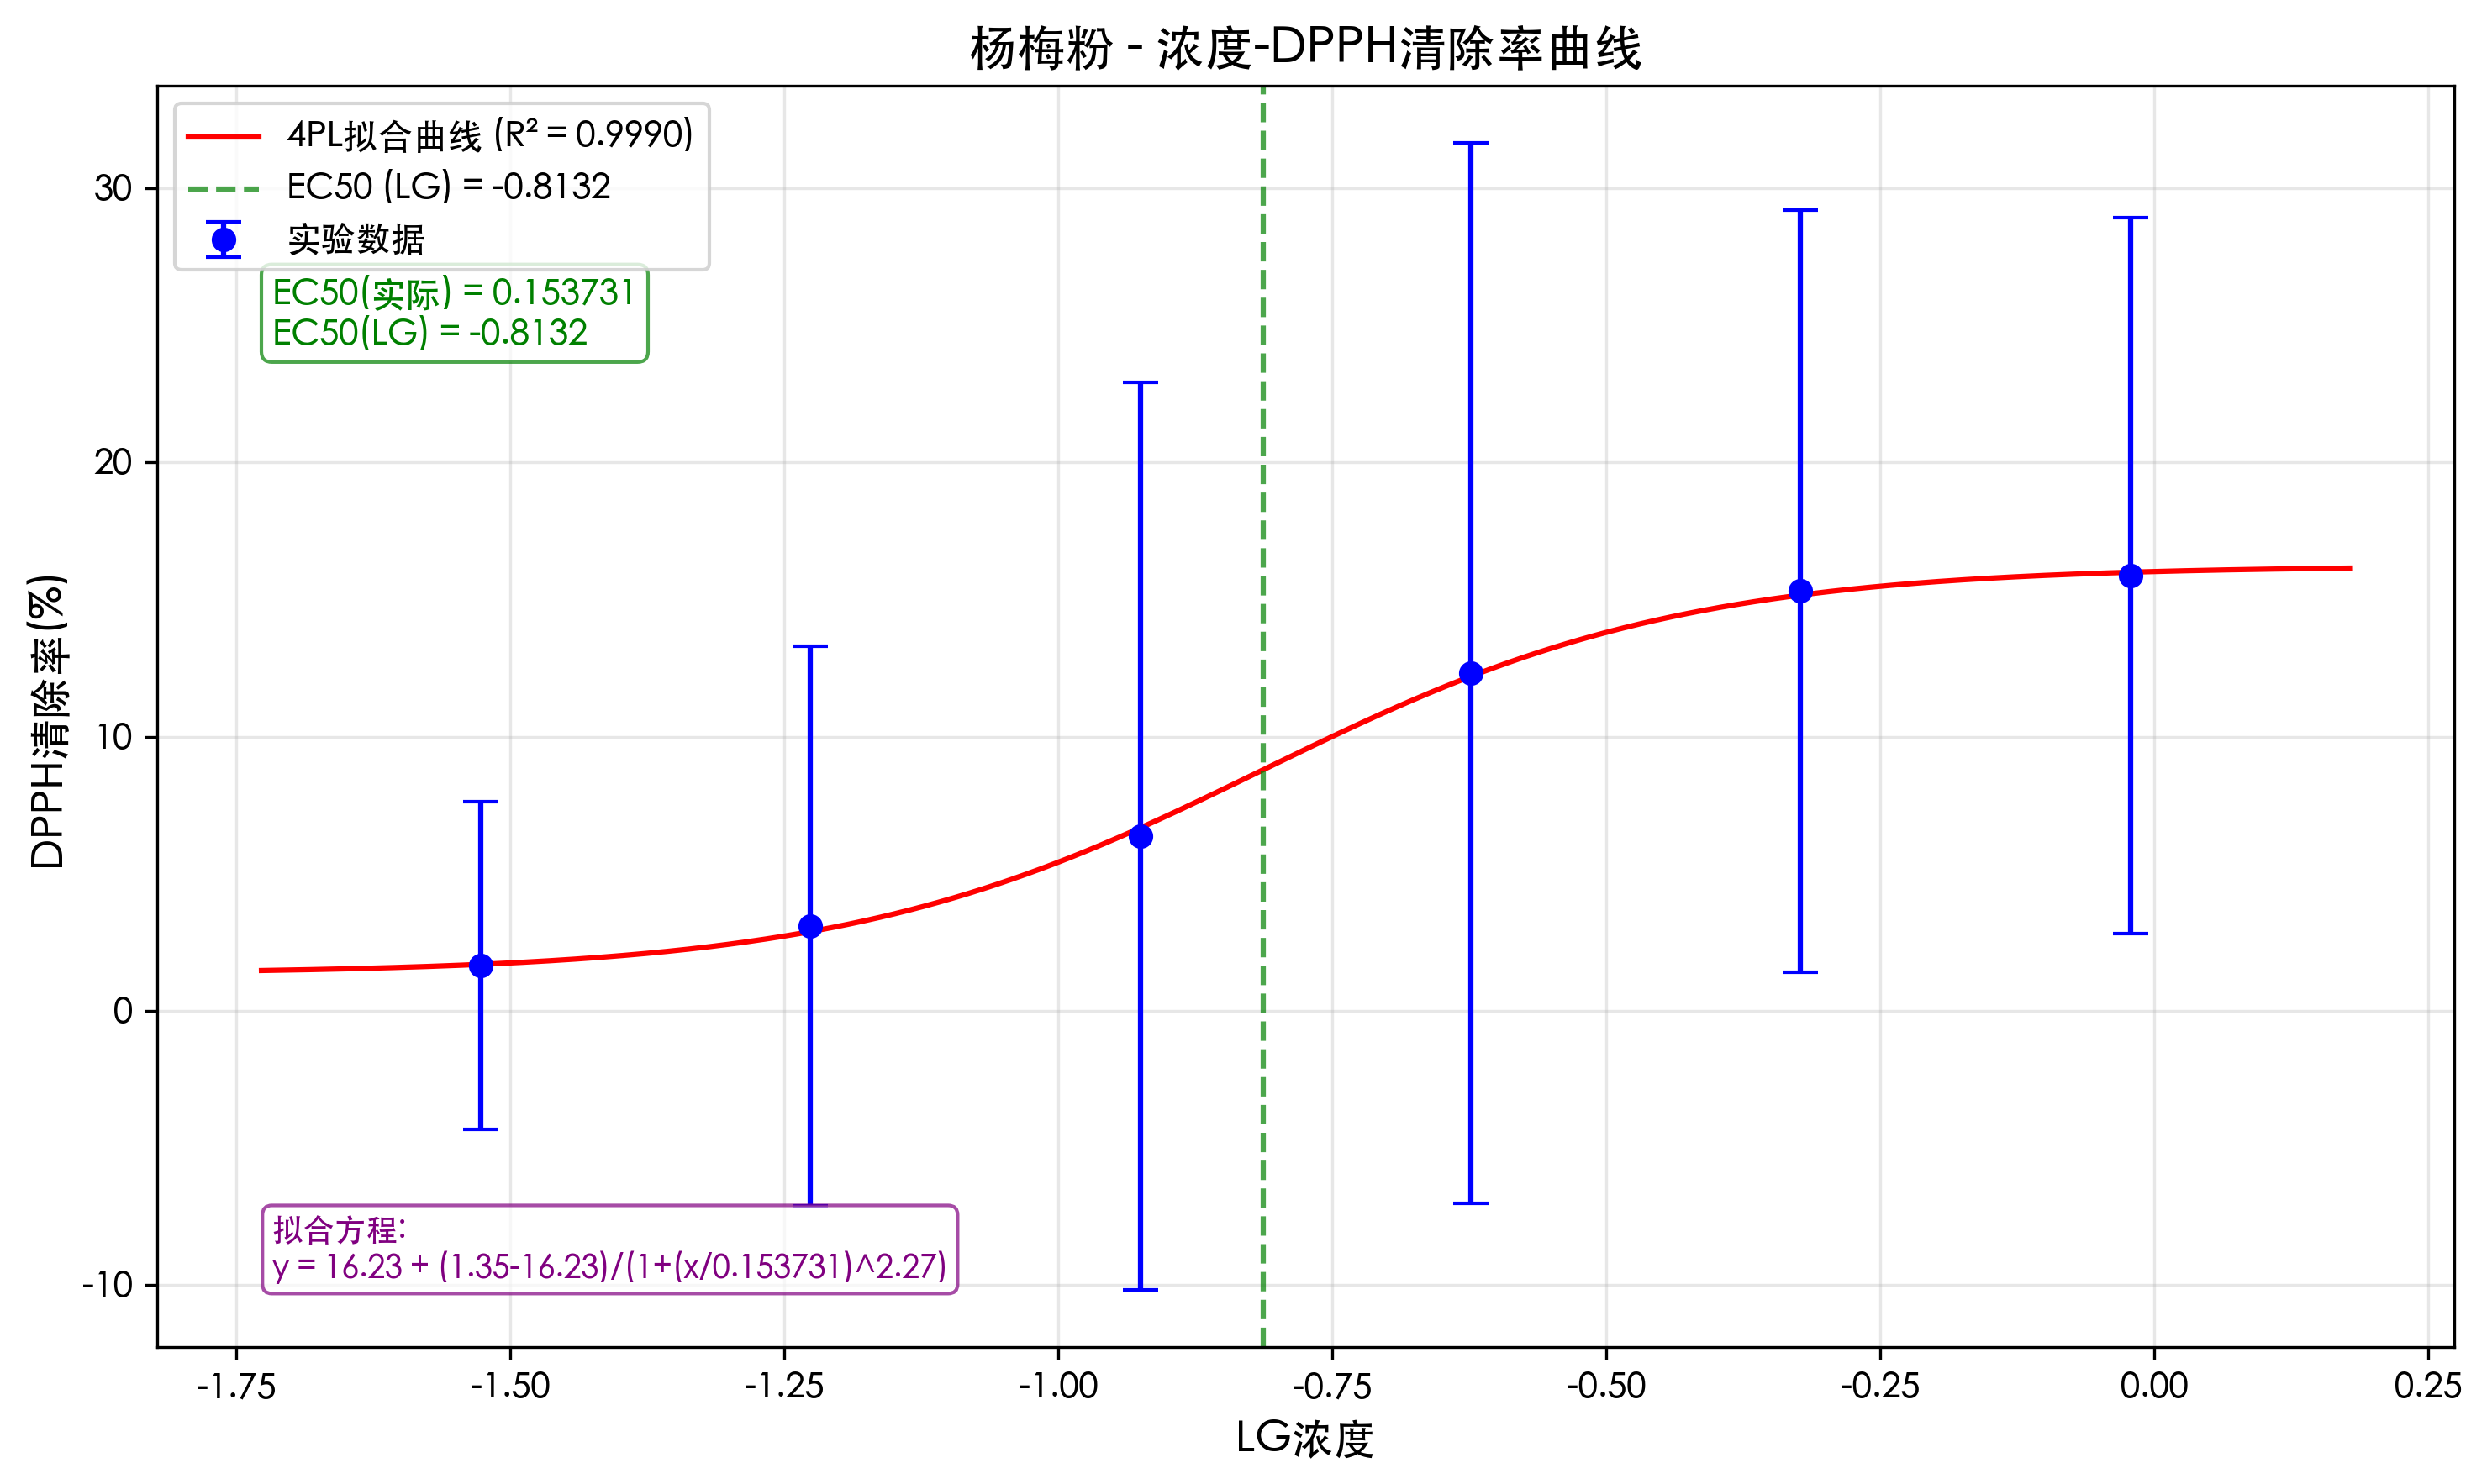 杨梅粉 - 浓度-DPPH清除率曲线
4PL拟合曲线 (R² = 0.9990)
EC50 (LG) = -0.8132
实验数据
EC50(实际) = 0.153731
EC50(LG) = -0.8132
DPPH清除率(%)
30
20
10
0
-10
拟合方程:
y = 16.23 + (1.35-16.23)/(1+(x/0.153731)^2.27)
-1.75
-1.50
-1.25
-1.00
-0.75
-0.50
-0.25
0.00
0.25
LG浓度